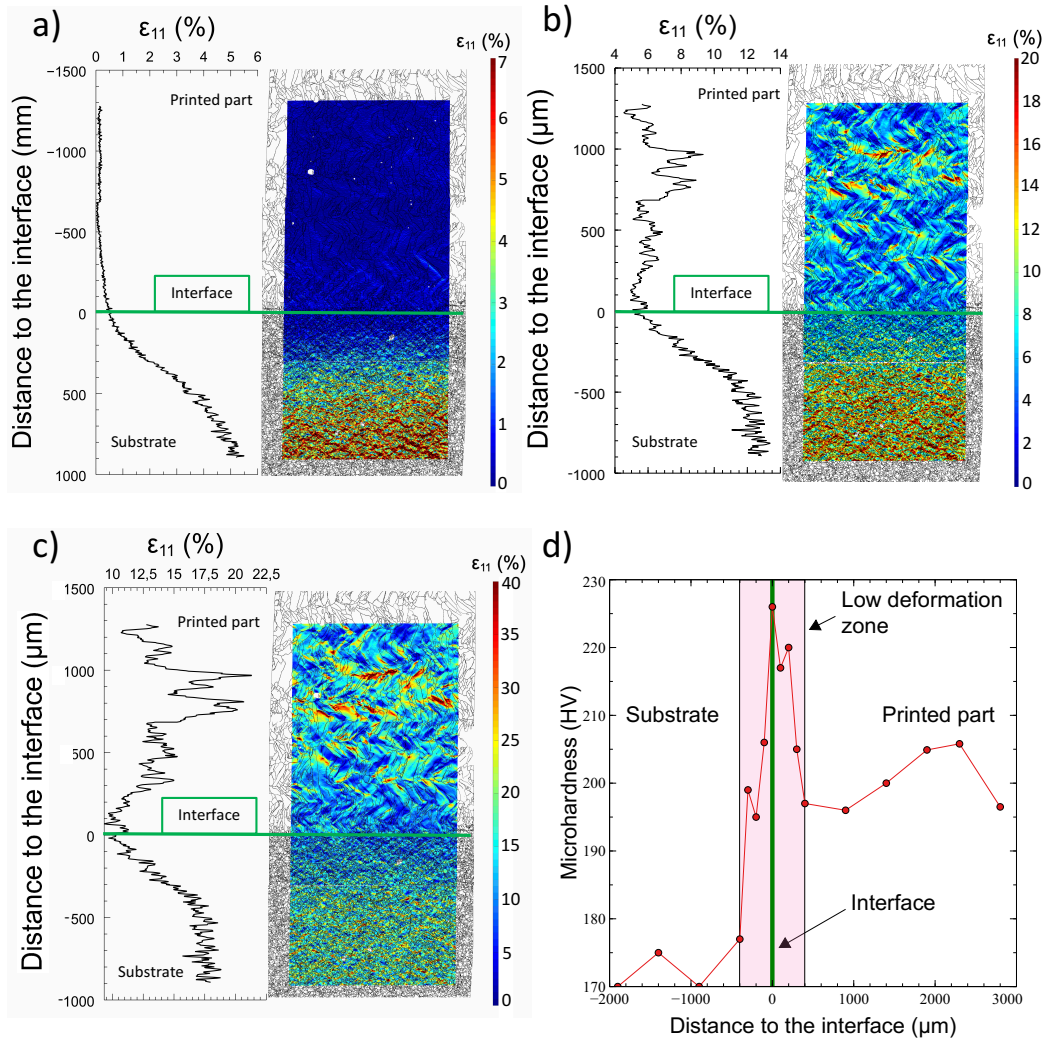 a)
ε11 (%)
0 1 2 3 4 5 6
ε11 (%)
−1500
−1000
−500
0
500
1000
Distance to the interface (mm)
Printed part
Interface
Substrate
7
6
5
4
3
2
1
0
b)
ε11 (%)
4 6 8 10 12 14
ε11 (%)
1500
1000
500
0
-500
-1000
Distance to the interface (μm)
Printed part
Interface
Substrate
20
18
16
14
12
10
8
6
4
2
0
c)
ε11 (%)
10 12,5 15 17,5 20 22,5
ε11 (%)
1500
1000
500
0
−500
−1000
Distance to the interface (μm)
Printed part
Interface
Substrate
40
35
30
25
20
15
10
5
0
d)
230
220
210
200
190
180
170
Microhardness (HV)
Low deformation
zone
Substrate
Printed part
Interface
−2000 −1000 0 1000 2000 3000
Distance to the interface (μm)